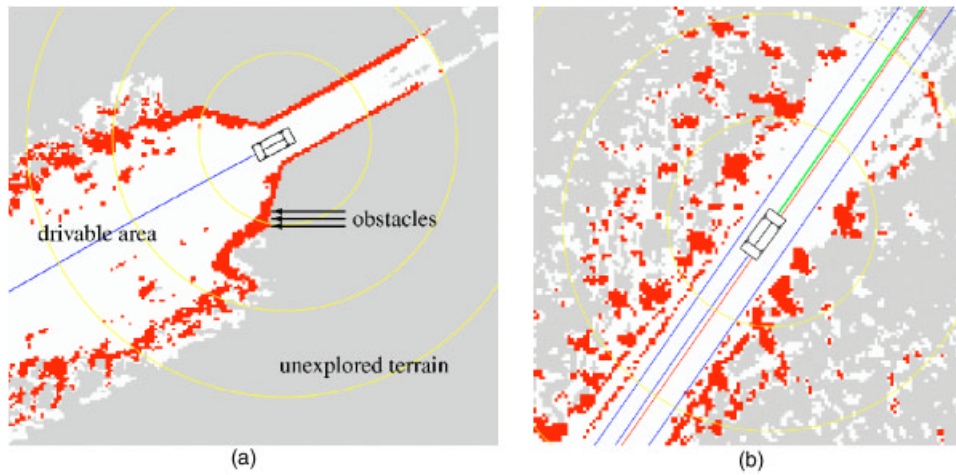 drivable area
obstacles
unexplored terrain
(a)
(b)